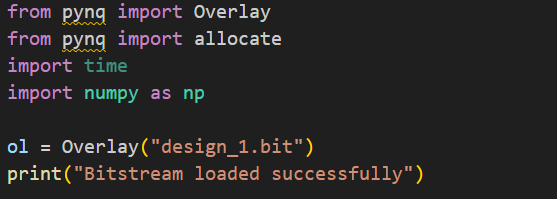 from pynq import Overlay
from pynq import allocate
import time
import numpy as np
ol = Overlay("design_1.bit")
print("Bitstream loaded successfully")